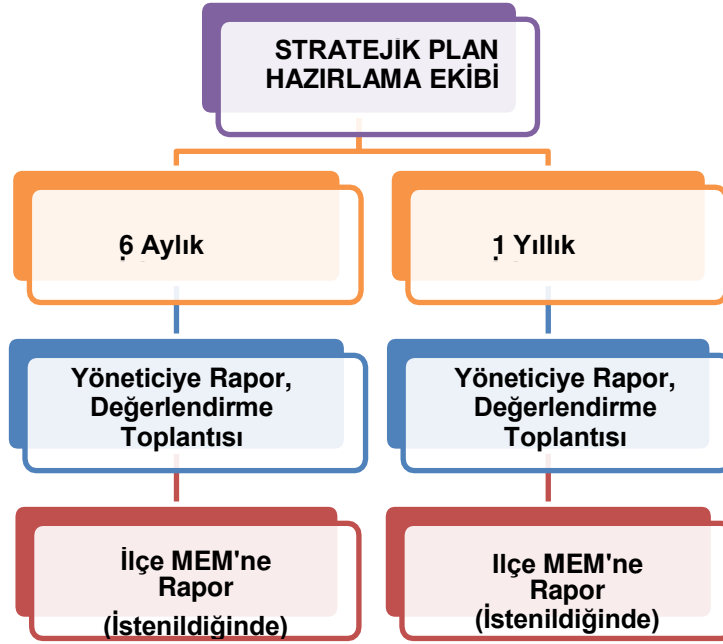 STRATEJİK PLAN
HAZIRLAMA EKİBİ
6 Aylık
1 Yıllık
Yöneticiye Rapor,
Değerlendirme
Toplantısı
Yöneticiye Rapor,
Değerlendirme
Toplantısı
İlçe MEM'ne
Rapor
(İstenildiğinde)
Ilçe MEM'ne
Rapor
(İstenildiğinde)